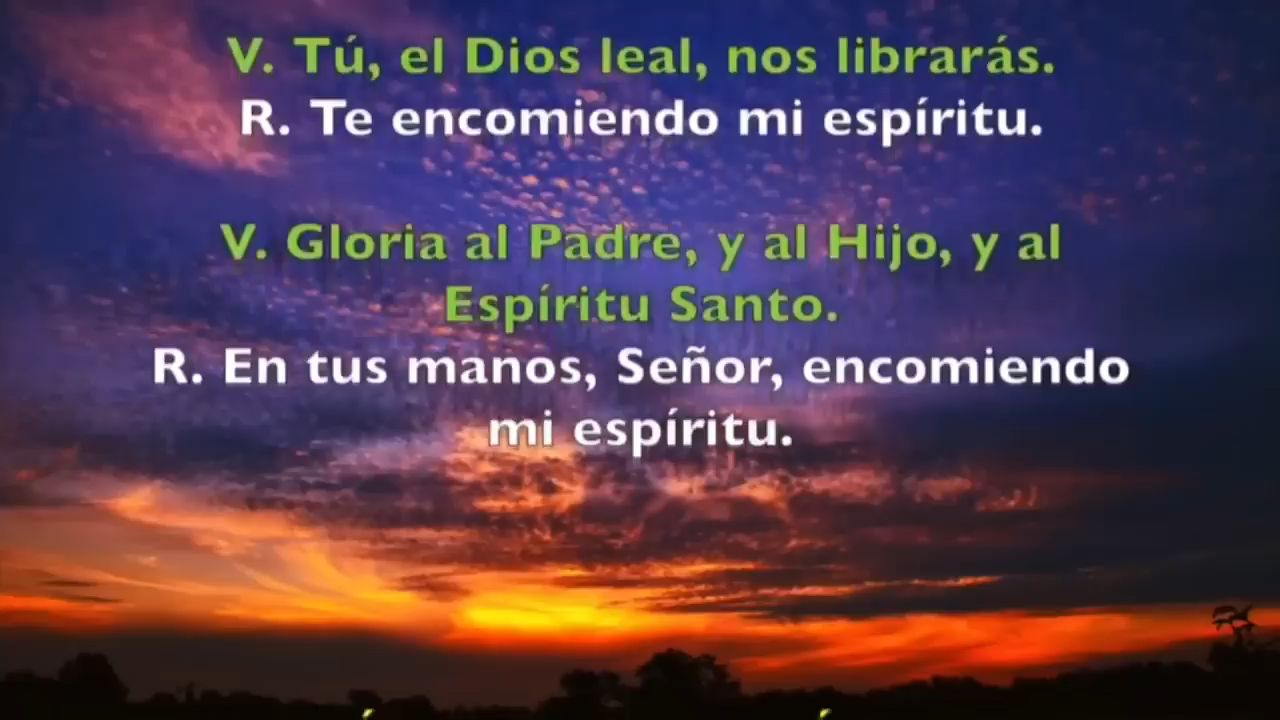 V. Tú, el Dios leal, nos librarás.
R. Te encomiendo mi espíritu.
V. Gloria al Padre, y al Hijo, y al
Espíritu Santo.
R. En tus manos, Señor, encomiendo
mi espíritu.